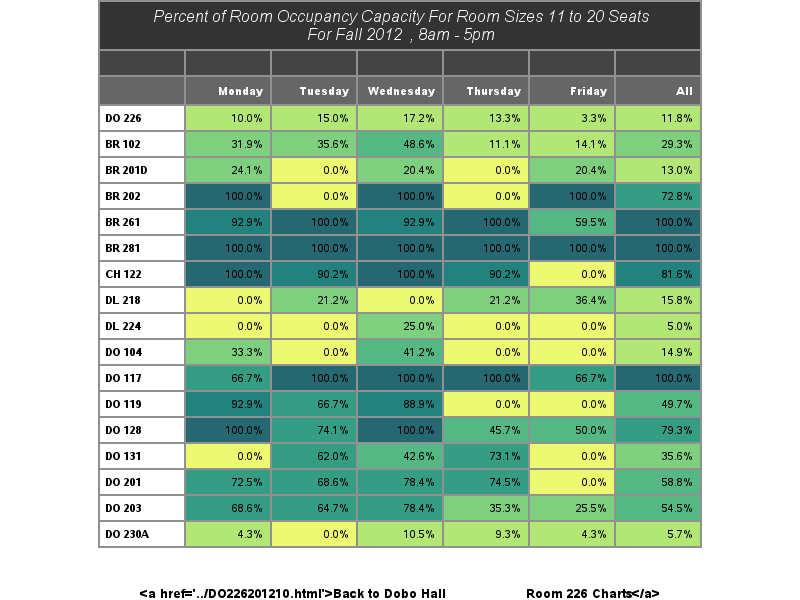 Percent of Room Occupancy Capacity For Room Sizes 11 to 20 Seats
For Fall 2012 , 8am - 5pm
Monday Tuesday Wednesday Thursday Friday All
DO 226 10.0% 15.0% 17.2% 13.3% 3.3% 11.8%
BR 102 31.9% 35.6% 48.6% 11.1% 14.1% 29.3%
BR 201D 24.1% 0.0% 20.4% 0.0% 20.4% 13.0%
BR 202 100.0% 0.0% 100.0% 0.0% 100.0% 72.8%
BR 261 92.9% 100.0% 92.9% 100.0% 59.5% 100.0%
BR 281 100.0% 100.0% 100.0% 100.0% 100.0% 100.0%
CH 122 100.0% 90.2% 100.0% 90.2% 0.0% 81.6%
DL 218 0.0% 21.2% 0.0% 21.2% 36.4% 15.8%
DL 224 0.0% 0.0% 25.0% 0.0% 0.0% 5.0%
DO 104 33.3% 0.0% 41.2% 0.0% 0.0% 14.9%
DO 117 66.7% 100.0% 100.0% 100.0% 66.7% 100.0%
DO 119 92.9% 66.7% 88.9% 0.0% 0.0% 49.7%
DO 128 100.0% 74.1% 100.0% 45.7% 50.0% 79.3%
DO 131 0.0% 62.0% 42.6% 73.1% 0.0% 35.6%
DO 201 72.5% 68.6% 78.4% 74.5% 0.0% 58.8%
DO 203 68.6% 64.7% 78.4% 35.3% 25.5% 54.5%
DO 230A 4.3% 0.0% 10.5% 9.3% 4.3% 5.7%
<a href='../DO226201210.html'>Back to Dobo Hall Room 226 Charts</a>